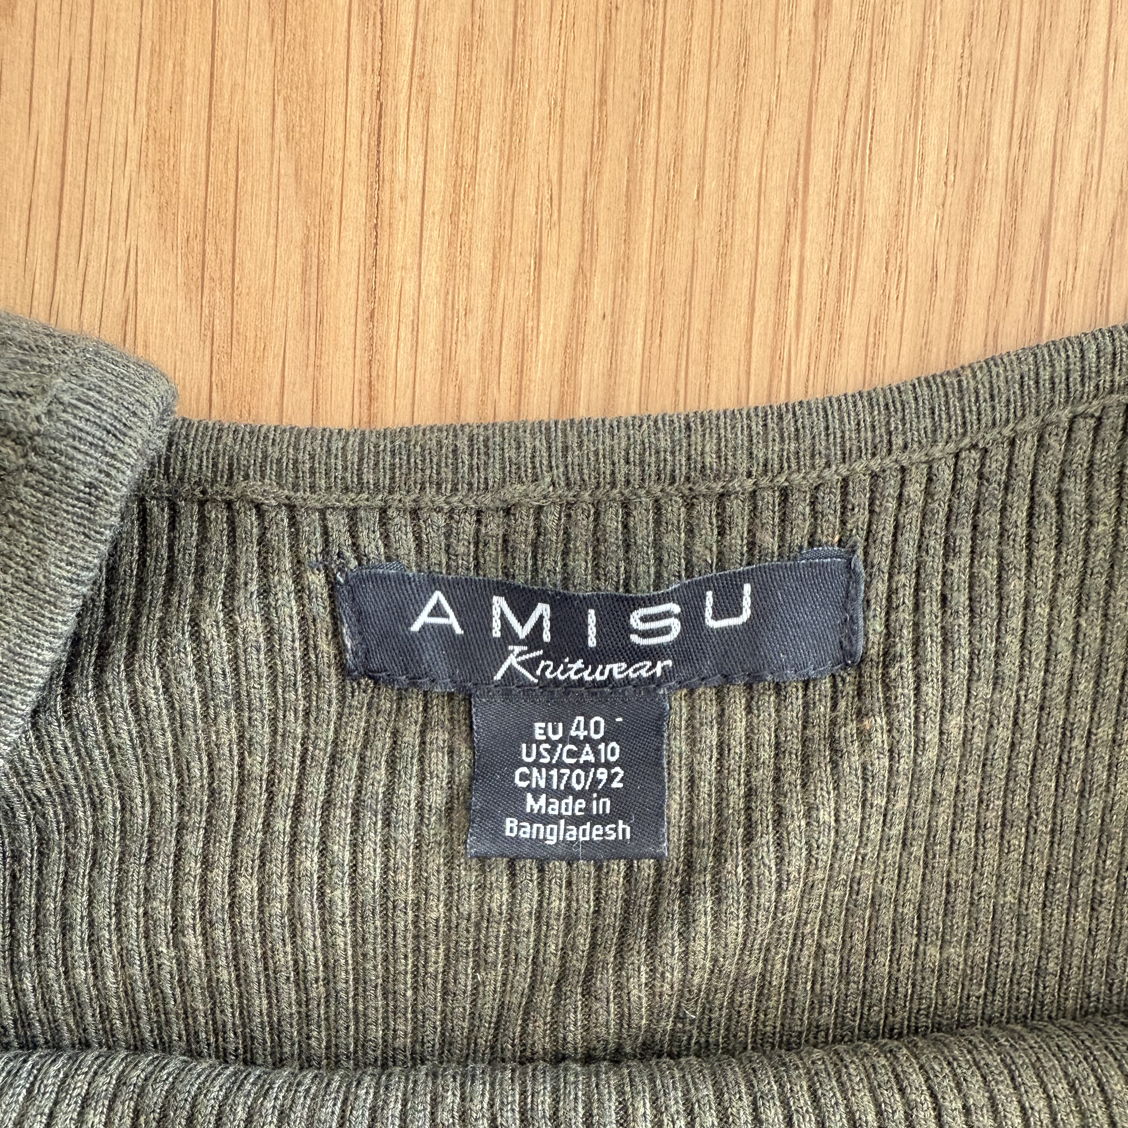 AMISU
Knitwear
EU 40
US/CA10
CN170/92
Made in
Bangladesh